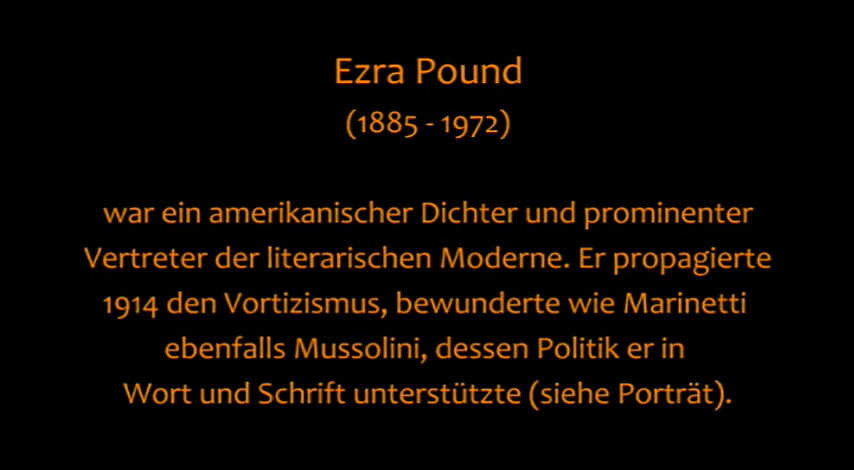 Ezra Pound
(1885 - 1972)
war ein amerikanischer Dichter und prominenter
Vertreter der literarischen Moderne. Er propagierte
1914 den Vortizismus, bewunderte wie Marinetti
ebenfalls Mussolini, dessen Politik er in
Wort und Schrift unterstützte (siehe Porträt).